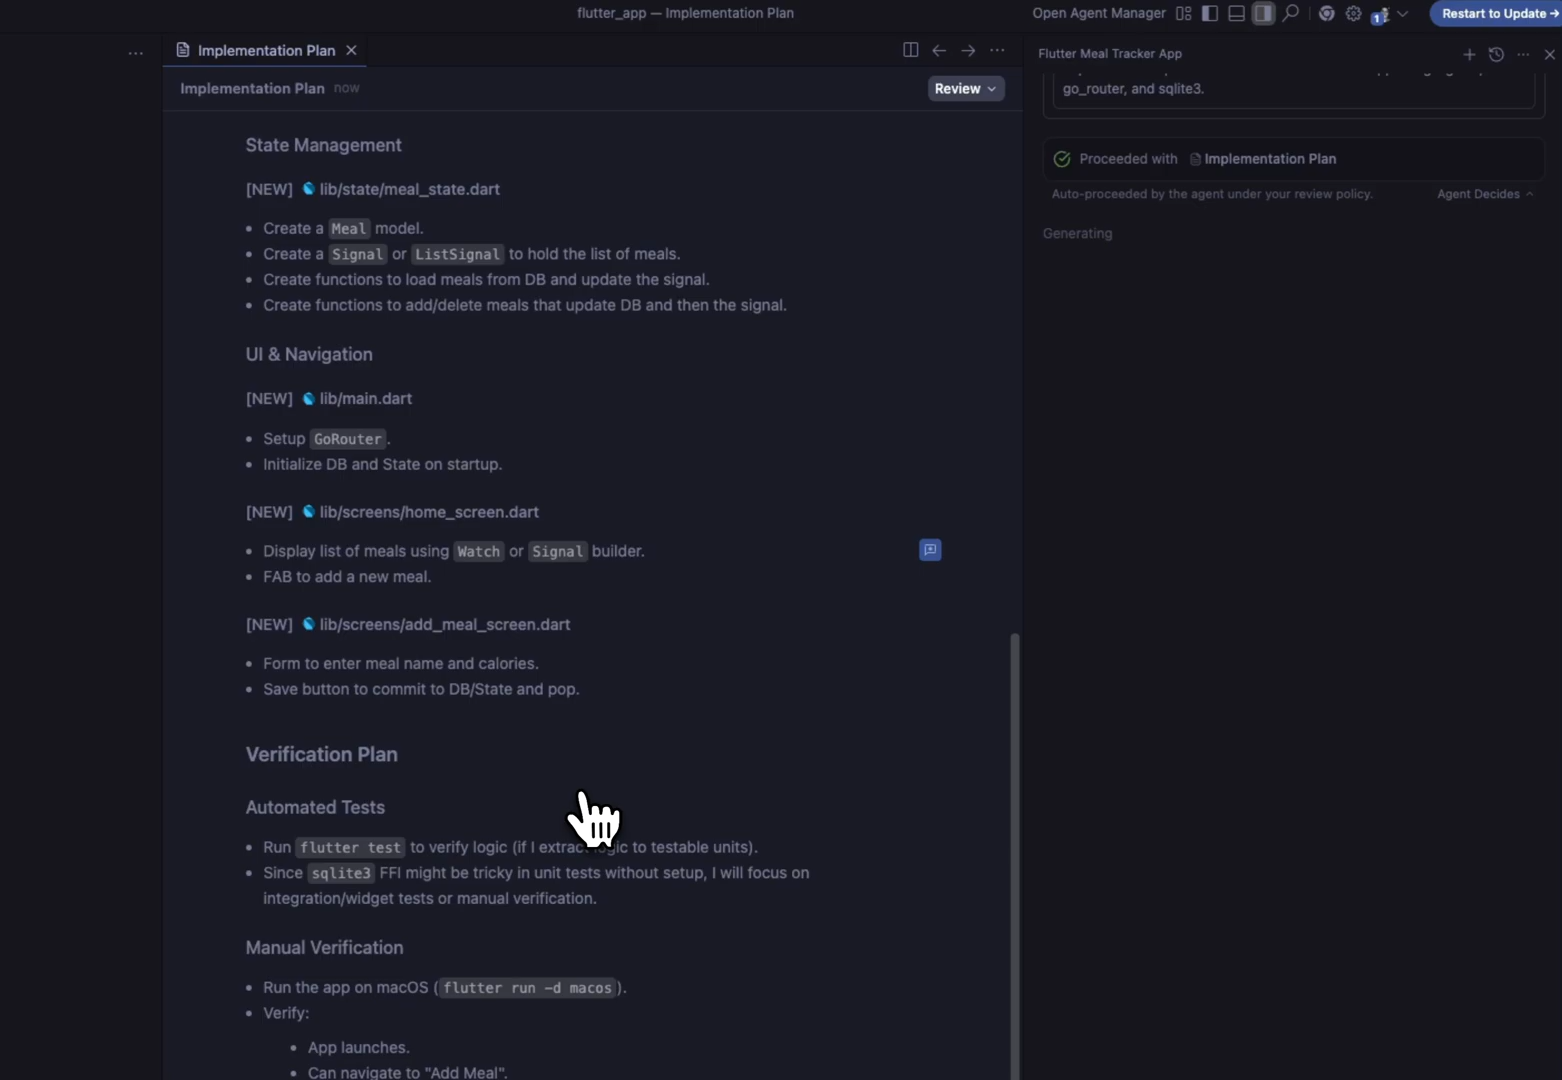 flutter_app — Implementation Plan
Open Agent Manager
1
Restart to Update →
Implementation Plan
Flutter Meal Tracker App
Implementation Plan now
Review
go_router, and sqlite3.
Proceeded with Implementation Plan
Auto-proceeded by the agent under your review policy.
Agent Decides
Generating
State Management
[NEW] lib/state/meal_state.dart
• Create a Meal model.
• Create a Signal or ListSignal to hold the list of meals.
• Create functions to load meals from DB and update the signal.
• Create functions to add/delete meals that update DB and then the signal.
UI & Navigation
[NEW] lib/main.dart
• Setup GoRouter.
• Initialize DB and State on startup.
[NEW] lib/screens/home_screen.dart
• Display list of meals using Watch or Signal builder.
• FAB to add a new meal.
[NEW] lib/screens/add_meal_screen.dart
• Form to enter meal name and calories.
• Save button to commit to DB/State and pop.
Verification Plan
Automated Tests
• Run flutter test to verify logic (if I extract logic to testable units).
• Since sqlite3 FFI might be tricky in unit tests without setup, I will focus on
integration/widget tests or manual verification.
Manual Verification
• Run the app on macOS (flutter run -d macos).
• Verify:
• App launches.
• Can navigate to "Add Meal".